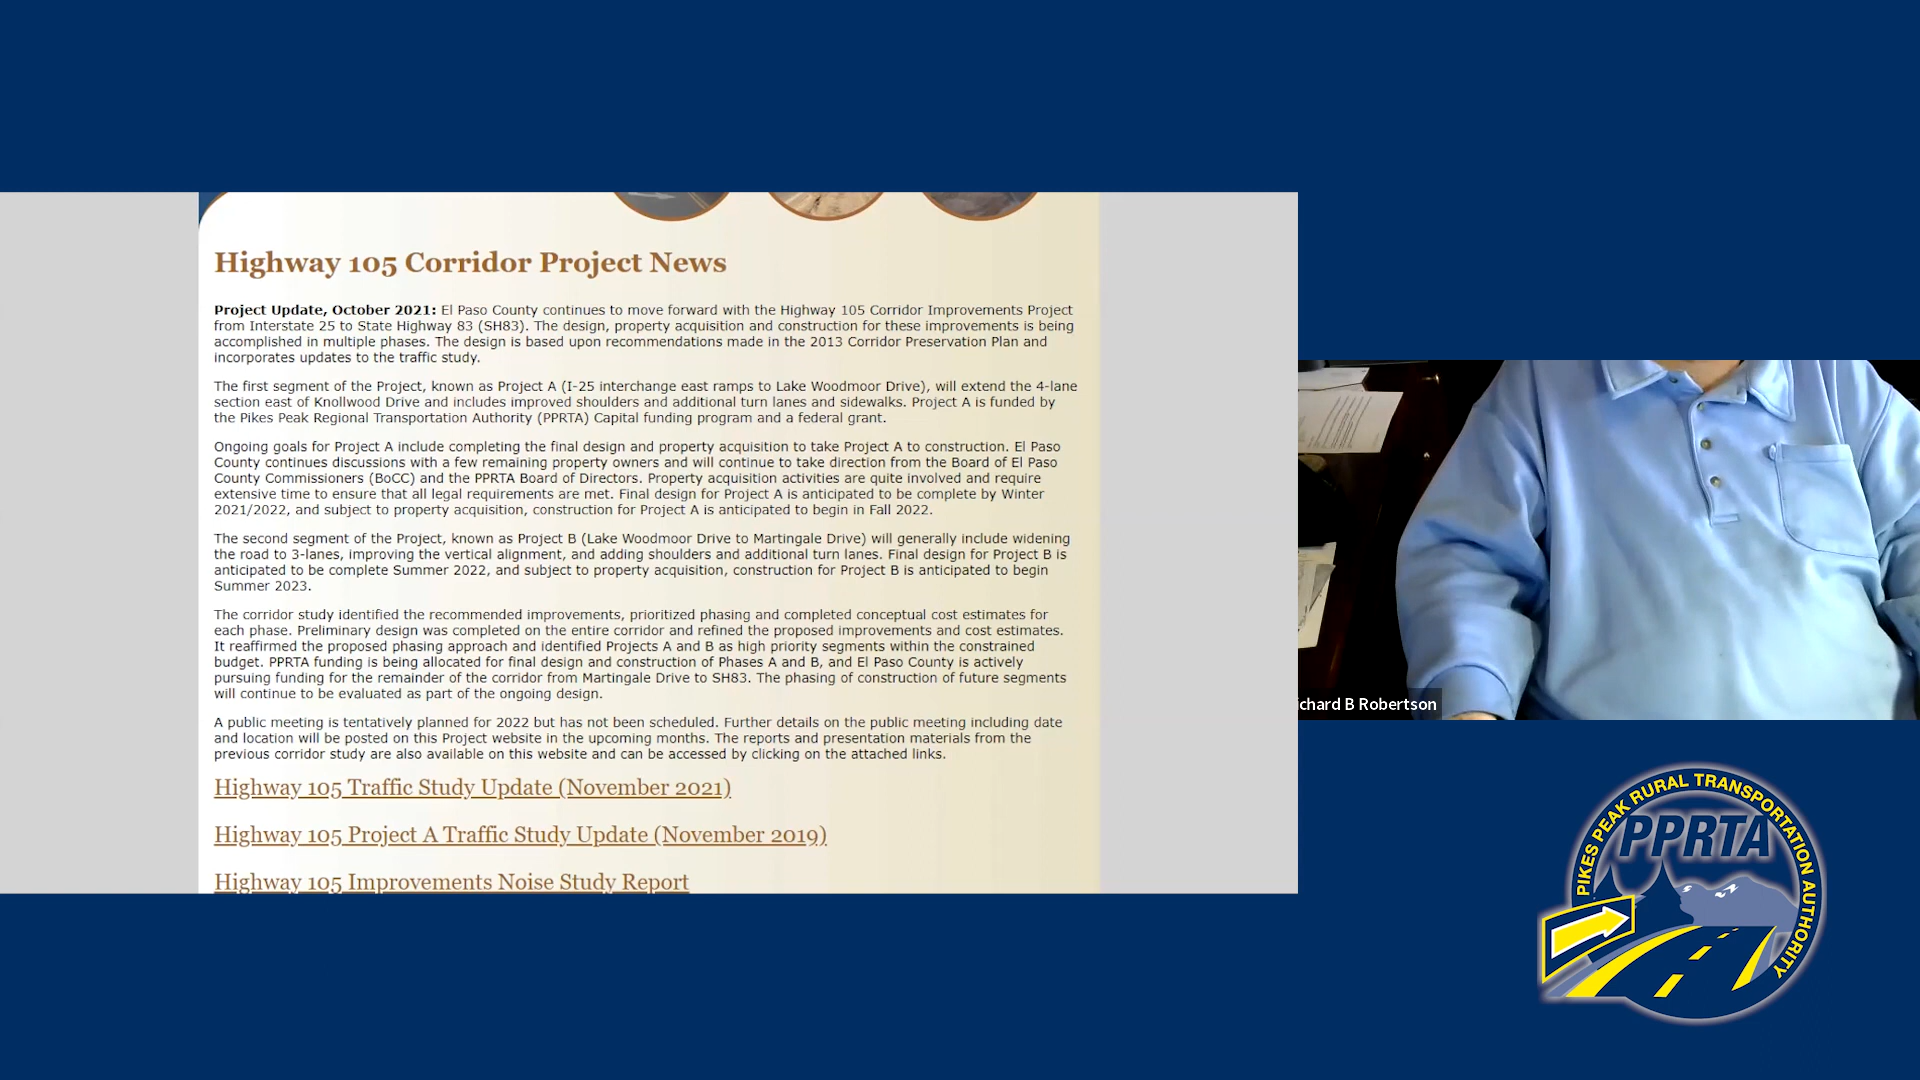 Highway 105 Corridor Project News
Project Update, October 2021: El Paso County continues to move forward with the Highway 105 Corridor Improvements Project
from Interstate 25 to State Highway 83 (SH83). The design, property acquisition and construction for these improvements is being
accomplished in multiple phases. The design is based upon recommendations made in the 2013 Corridor Preservation Plan and
incorporates updates to the traffic study.
The first segment of the Project, known as Project A (I-25 interchange east ramps to Lake Woodmoor Drive), will extend the 4-lane
section east of Knollwood Drive and includes improved shoulders and additional turn lanes and sidewalks. Project A is funded by
the Pikes Peak Regional Transportation Authority (PPRTA) Capital funding program and a federal grant.
Ongoing goals for Project A include completing the final design and property acquisition to take Project A to construction. El Paso
County continues discussions with a few remaining property owners and will continue to take direction from the Board of El Paso
County Commissioners (BoCC) and the PPRTA Board of Directors. Property acquisition activities are quite involved and require
extensive time to ensure that all legal requirements are met. Final design for Project A is anticipated to be complete by Winter
2021/2022, and subject to property acquisition, construction for Project A is anticipated to begin in Fall 2022.
The second segment of the Project, known as Project B (Lake Woodmoor Drive to Martingale Drive) will generally include widening
the road to 3-lanes, improving the vertical alignment, and adding shoulders and additional turn lanes. Final design for Project B is
anticipated to be complete Summer 2022, and subject to property acquisition, construction for Project B is anticipated to begin
Summer 2023.
The corridor study identified the recommended improvements, prioritized phasing and completed conceptual cost estimates for
each phase. Preliminary design was completed on the entire corridor and refined the proposed improvements and cost estimates.
It reaffirmed the proposed phasing approach and identified Projects A and B as high priority segments within the constrained
budget. PPRTA funding is being allocated for final design and construction of Phases A and B, and El Paso County is actively
pursuing funding for the remainder of the corridor from Martingale Drive to SH83. The phasing of construction of future segments
will continue to be evaluated as part of the ongoing design.
A public meeting is tentatively planned for 2022 but has not been scheduled. Further details on the public meeting including date
and location will be posted on this Project website in the upcoming months. The reports and presentation materials from the
previous corridor study are also available on this website and can be accessed by clicking on the attached links.
Highway 105 Traffic Study Update (November 2021)
Highway 105 Project A Traffic Study Update (November 2019)
Highway 105 Improvements Noise Study Report
ichard B Robertson
PIKES PEAK RURAL TRANSPORTATION AUTHORITY
PPRTA